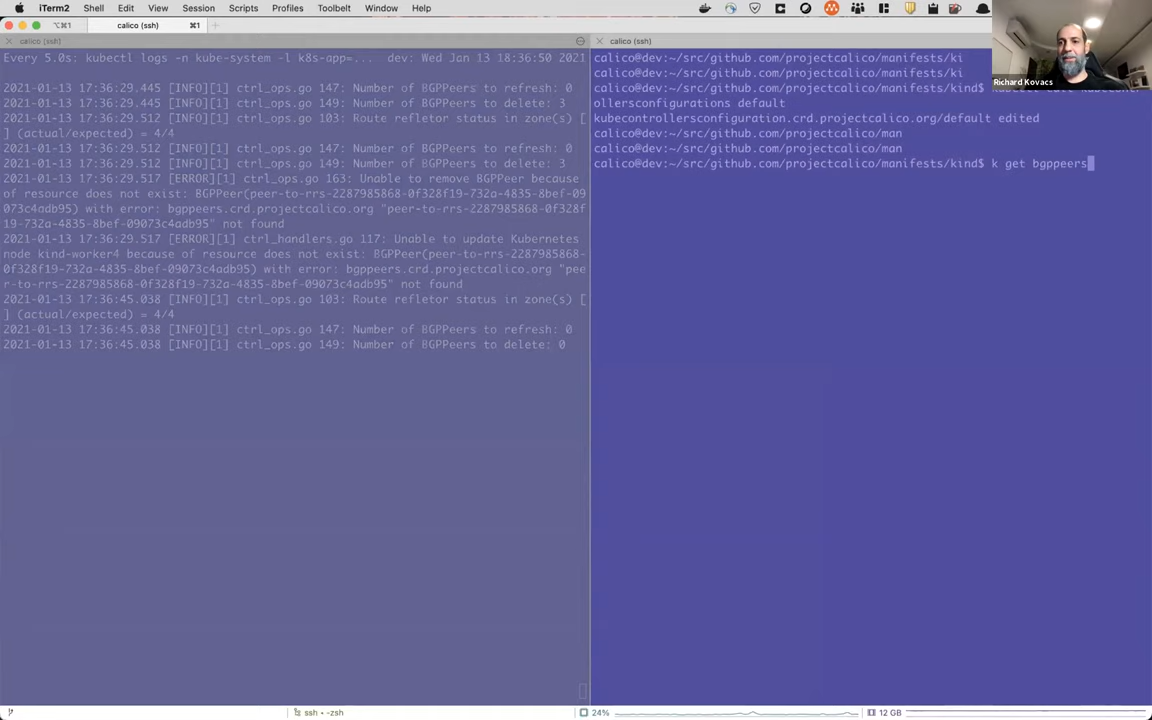 iTerm2 Shell Edit View Session Scripts Profiles Toolbelt Window Help
⌥⌘1 calico (ssh) ⌘1
calico (ssh)
Every 5.0s: kubectl logs -n kube-system -l k8s-app=... dev: Wed Jan 13 18:36:50 2021
2021-01-13 17:36:29.445 [INFO][1] ctrl_ops.go 147: Number of BGPPeers to refresh: 0
2021-01-13 17:36:29.445 [INFO][1] ctrl_ops.go 149: Number of BGPPeers to delete: 3
2021-01-13 17:36:29.512 [INFO][1] ctrl_ops.go 103: Route refletor status in zone(s) [
] (actual/expected) = 4/4
2021-01-13 17:36:29.512 [INFO][1] ctrl_ops.go 147: Number of BGPPeers to refresh: 0
2021-01-13 17:36:29.512 [INFO][1] ctrl_ops.go 149: Number of BGPPeers to delete: 3
2021-01-13 17:36:29.517 [ERROR][1] ctrl_ops.go 163: Unable to remove BGPPeer because
of resource does not exist: BGPPeer(peer-to-rrs-2287985868-0f328f19-732a-4835-8bef-09
073c4adb95) with error: bgppeers.crd.projectcalico.org "peer-to-rrs-2287985868-0f328f
19-732a-4835-8bef-09073c4adb95" not found
2021-01-13 17:36:29.517 [ERROR][1] ctrl_handlers.go 117: Unable to update Kubernetes
node kind-worker4 because of resource does not exist: BGPPeer(peer-to-rrs-2287985868-
0f328f19-732a-4835-8bef-09073c4adb95) with error: bgppeers.crd.projectcalico.org "pee
r-to-rrs-2287985868-0f328f19-732a-4835-8bef-09073c4adb95" not found
2021-01-13 17:36:45.038 [INFO][1] ctrl_ops.go 103: Route refletor status in zone(s) [
] (actual/expected) = 4/4
2021-01-13 17:36:45.038 [INFO][1] ctrl_ops.go 147: Number of BGPPeers to refresh: 0
2021-01-13 17:36:45.038 [INFO][1] ctrl_ops.go 149: Number of BGPPeers to delete: 0
calico (ssh)
calico@dev:~/src/github.com/projectcalico/manifests/ki
calico@dev:~/src/github.com/projectcalico/manifests/ki
calico@dev:~/src/github.com/projectcalico/manifests/kind$
ollersconfigurations default
kubecontrollersconfiguration.crd.projectcalico.org/default edited
calico@dev:~/src/github.com/projectcalico/man
calico@dev:~/src/github.com/projectcalico/man
calico@dev:~/src/github.com/projectcalico/manifests/kind$ k get bgppeers
Richard Kovacs
ssh • -zsh
24%
12 GB